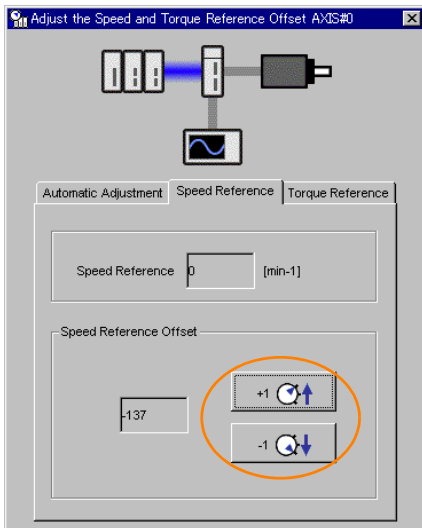 Adjust the Speed and Torque Reference Offset AXIS#0
Automatic Adjustment Speed Reference Torque Reference
Speed Reference 0 [min-1]
Speed Reference Offset
+1
-137
-1